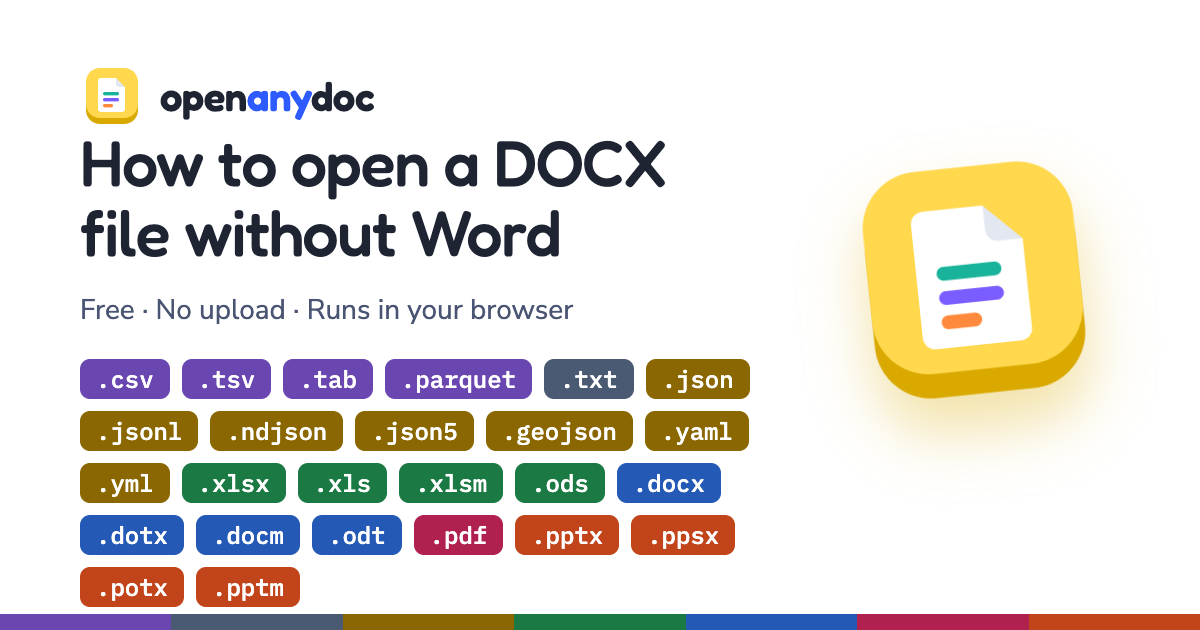 openanydoc
How to open a DOCX
file without Word
Free · No upload · Runs in your browser
.csv .tsv .tab .parquet .txt .json
.jsonl .ndjson .json5 .geojson .yaml
.yml .xlsx .xls .xlsm .ods .docx
.dotx .docm .odt .pdf .pptx .ppsx
.potx .pptm